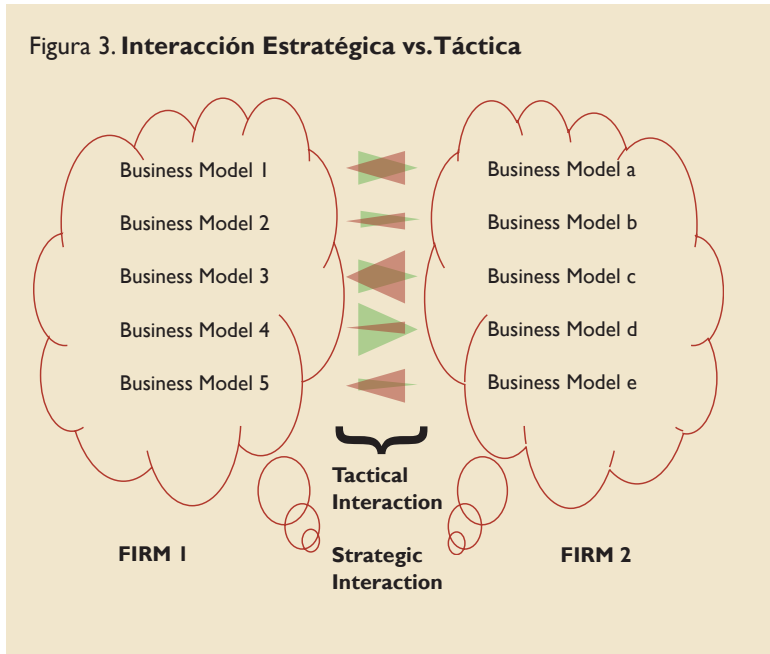 Figura 3. Interacción Estratégica vs. Táctica
Business Model 1
Business Model a
Business Model 2
Business Model b
Business Model 3
Business Model c
Business Model 4
Business Model d
Business Model 5
Business Model e
Tactical
Interaction
FIRM 1
Strategic
Interaction
FIRM 2